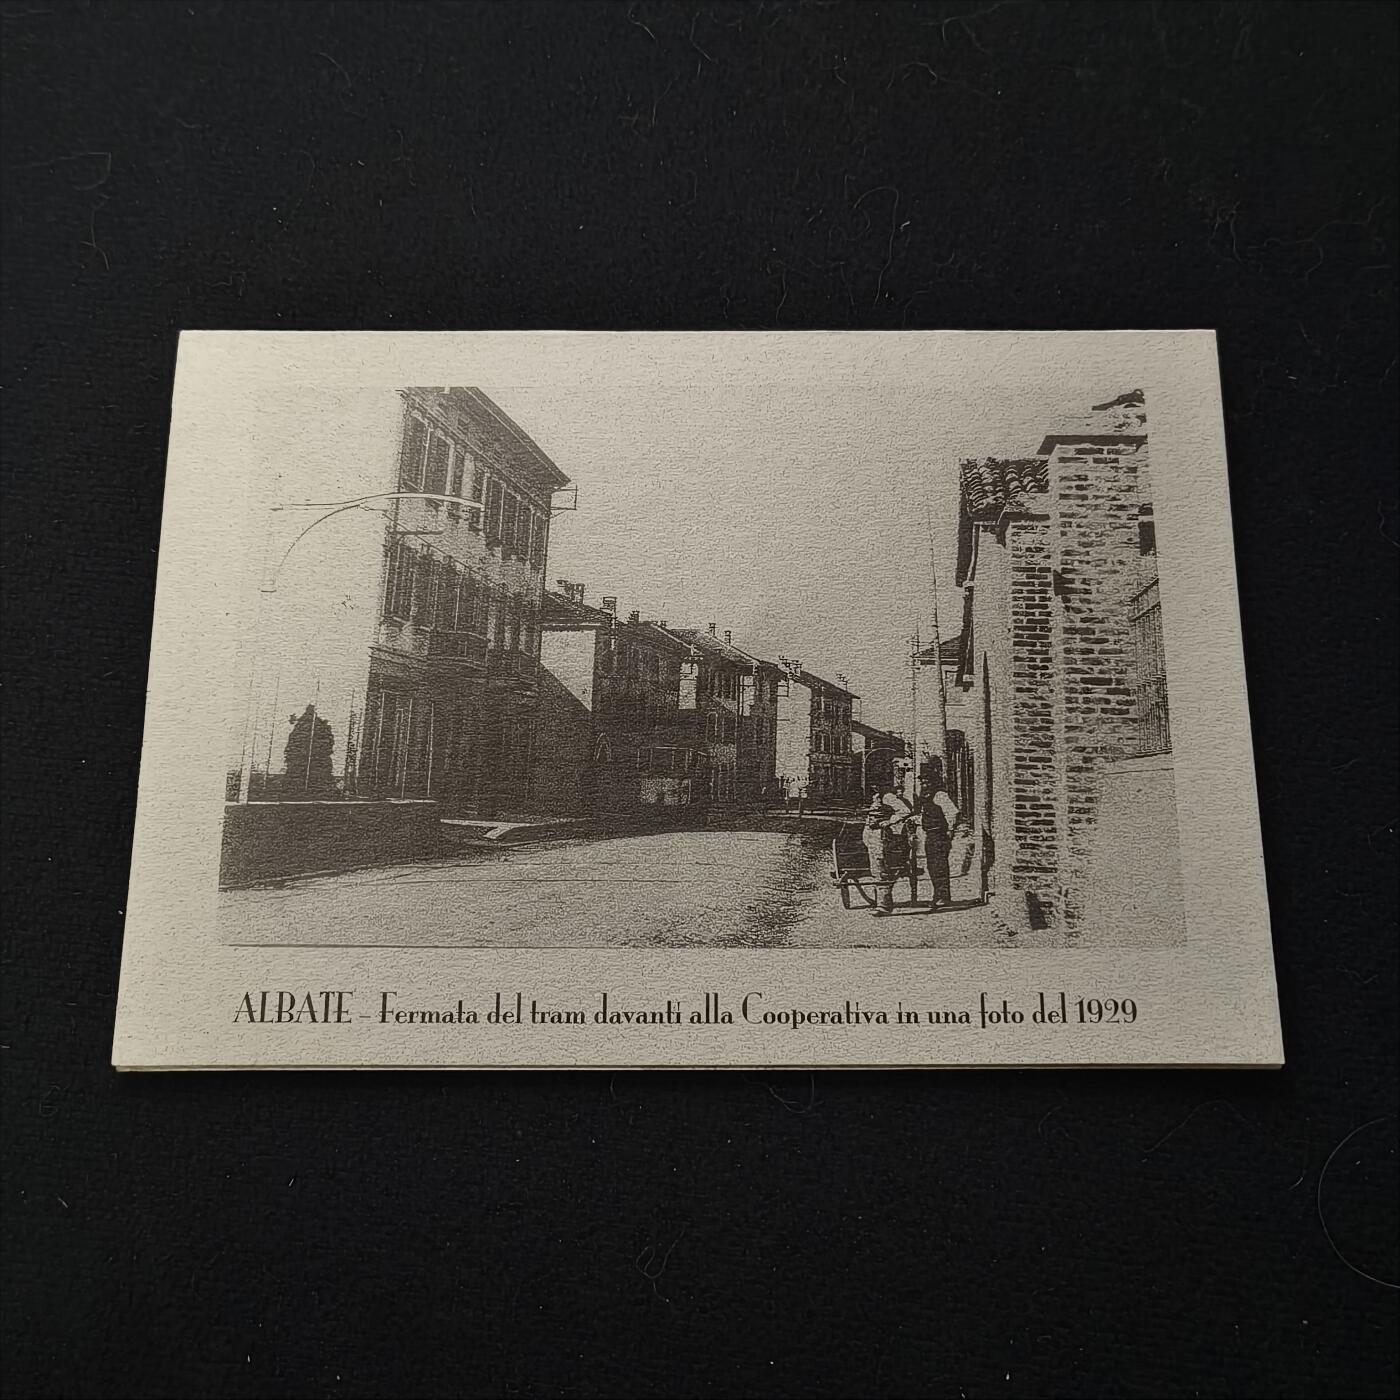 ALBATE - Fermata del tram davanti alla Cooperativa in una foto del 1929